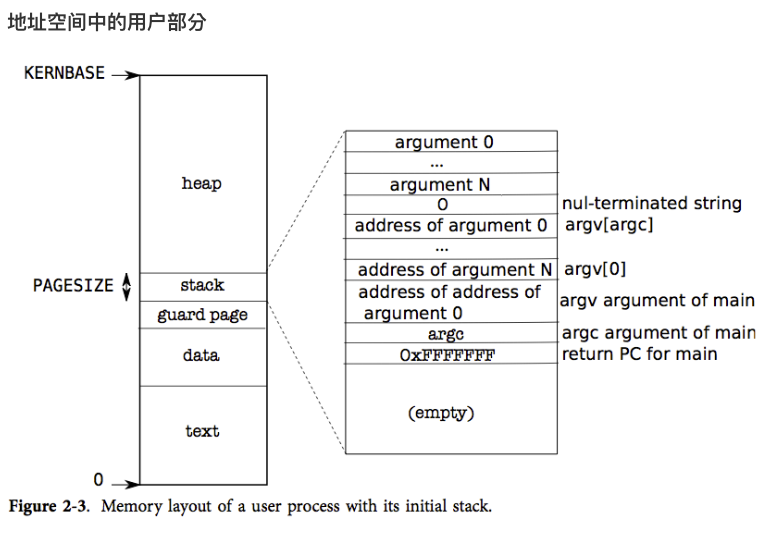 地址空间中的用户部分
KERNBASE
heap
PAGESIZE
stack
guard page
data
text
0
argument 0
...
argument N
0
nul-terminated string
address of argument 0
argv[argc]
...
address of argument N
argv[0]
address of address of
argument 0
argv argument of main
argc
argc argument of main
0xFFFFFFF
return PC for main
(empty)
Figure 2-3. Memory layout of a user process with its initial stack.